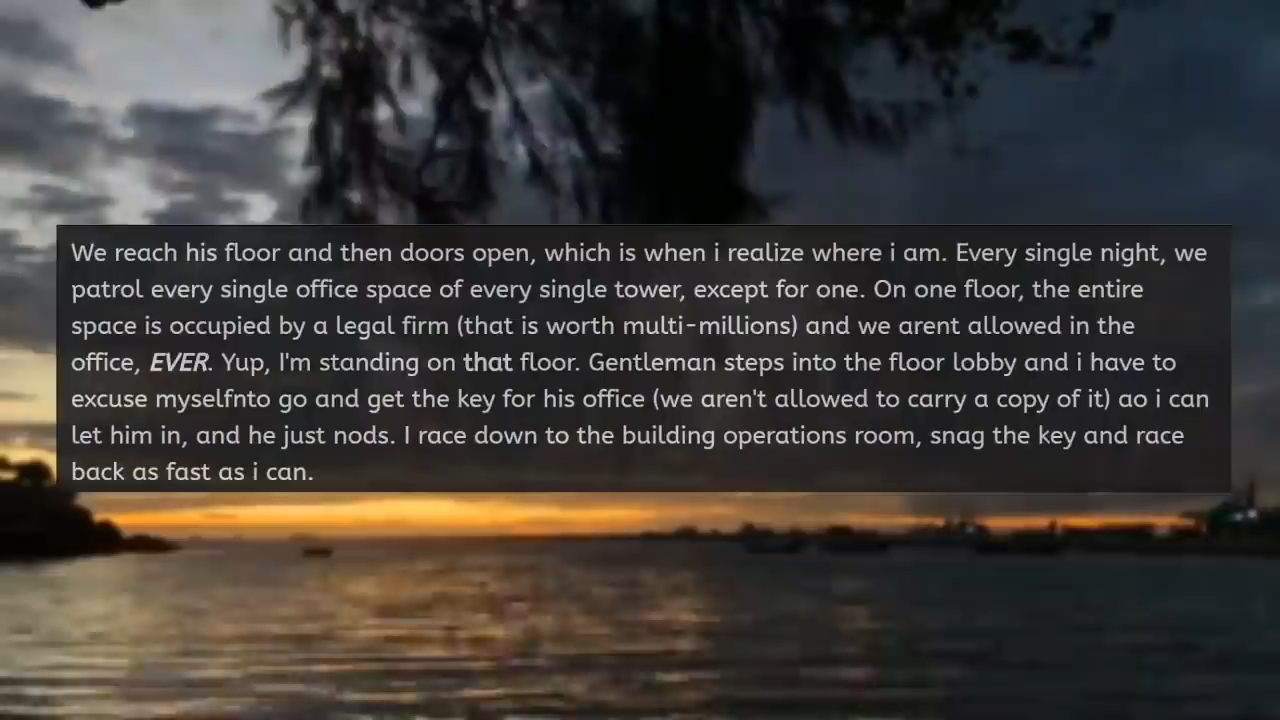 We reach his floor and then doors open, which is when i realize where i am. Every single night, we
patrol every single office space of every single tower, except for one. On one floor, the entire
space is occupied by a legal firm (that is worth multi-millions) and we arent allowed in the
office, EVER. Yup, I'm standing on that floor. Gentleman steps into the floor lobby and i have to
excuse myselfnto go and get the key for his office (we aren't allowed to carry a copy of it) ao i can
let him in, and he just nods. I race down to the building operations room, snag the key and race
back as fast as i can.